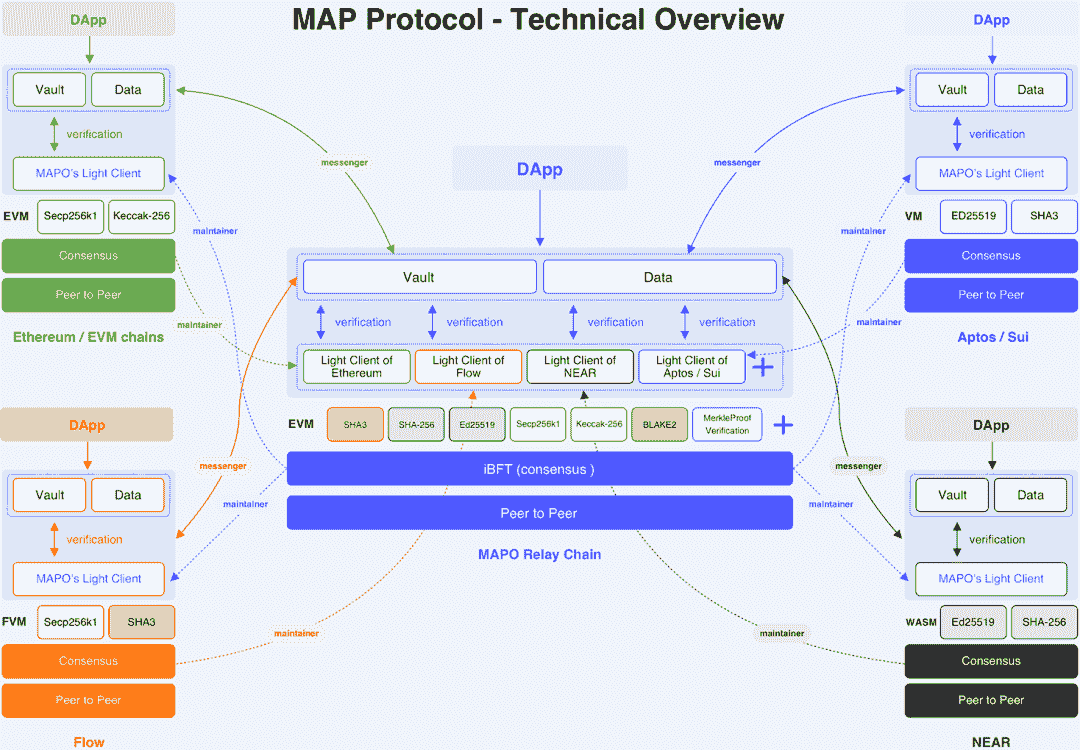 MAP Protocol - Technical Overview
DApp
Vault
Data
verification
MAPO's Light Client
EVM
Secp256k1
Keccak-256
Consensus
Peer to Peer
Ethereum / EVM chains
messenger
maintainer
maintainer
DApp
Vault
Data
verification
MAPO's Light Client
VM
ED25519
SHA3
Consensus
Peer to Peer
Aptos / Sui
messenger
maintainer
maintainer
DApp
Vault
Data
verification
verification
verification
verification
Light Client of
Ethereum
Light Client of
Flow
Light Client of
NEAR
Light Client of
Aptos / Sui
+
EVM
SHA3
SHA-256
Ed25519
Secp256k1
Keccak-256
BLAKE2
MerkleProof
Verification
+
iBFT (consensus )
Peer to Peer
MAPO Relay Chain
DApp
Vault
Data
verification
MAPO's Light Client
FVM
Secp256k1
SHA3
Consensus
Peer to Peer
Flow
messenger
maintainer
maintainer
DApp
Vault
Data
verification
MAPO's Light Client
WASM
Ed25519
SHA-256
Consensus
Peer to Peer
NEAR
messenger
maintainer
maintainer